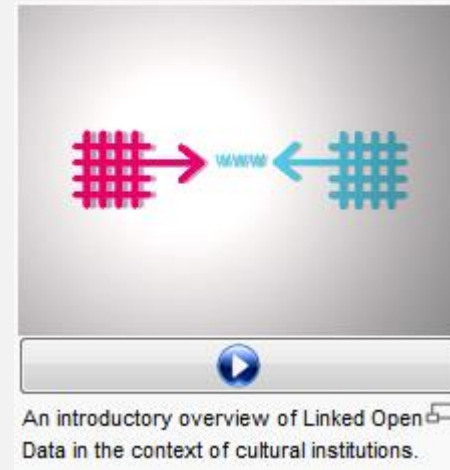 www
An introductory overview of Linked Open
Data in the context of cultural institutions.